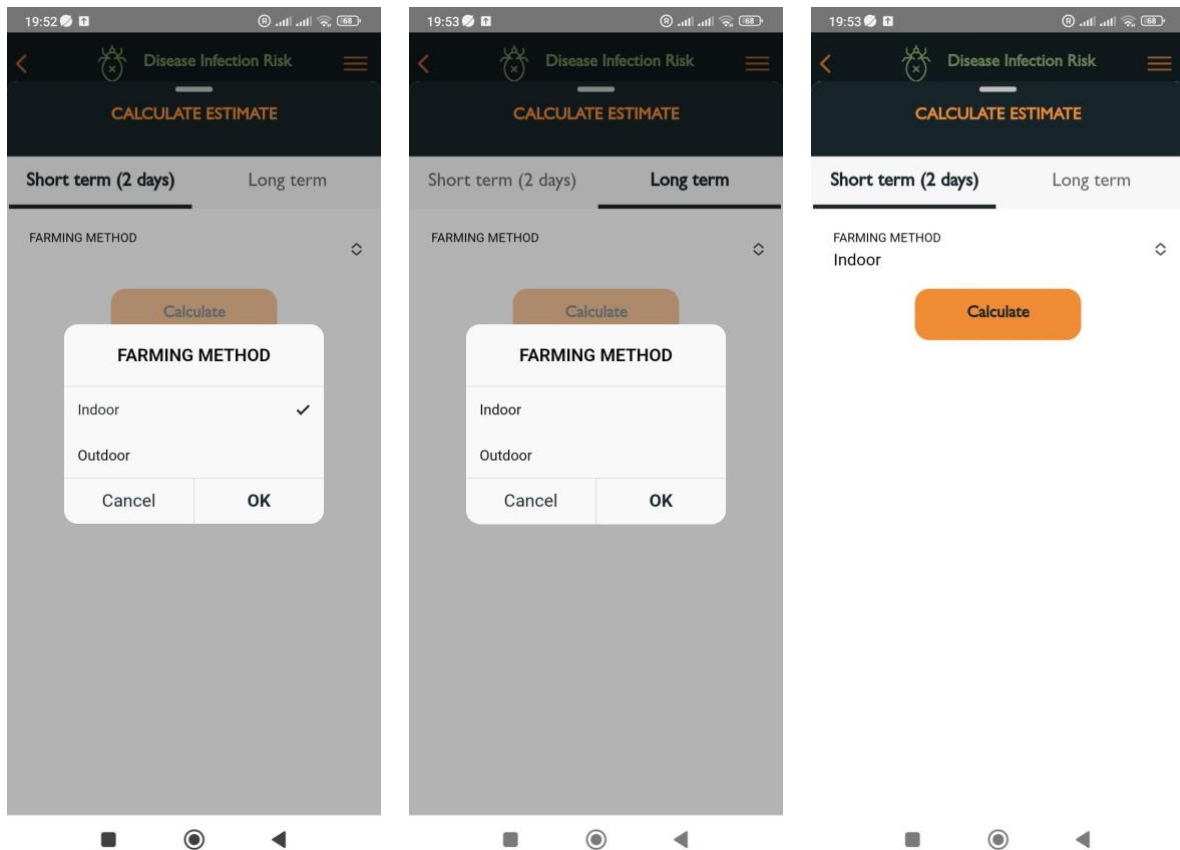 19:52
68
Disease Infection Risk
CALCULATE ESTIMATE
Short term (2 days) Long term
FARMING METHOD
Calculate
FARMING METHOD
Indoor
Outdoor
Cancel OK
19:53
68
Disease Infection Risk
CALCULATE ESTIMATE
Short term (2 days) Long term
FARMING METHOD
Calculate
FARMING METHOD
Indoor
Outdoor
Cancel OK
19:53
68
Disease Infection Risk
CALCULATE ESTIMATE
Short term (2 days) Long term
FARMING METHOD
Indoor
Calculate